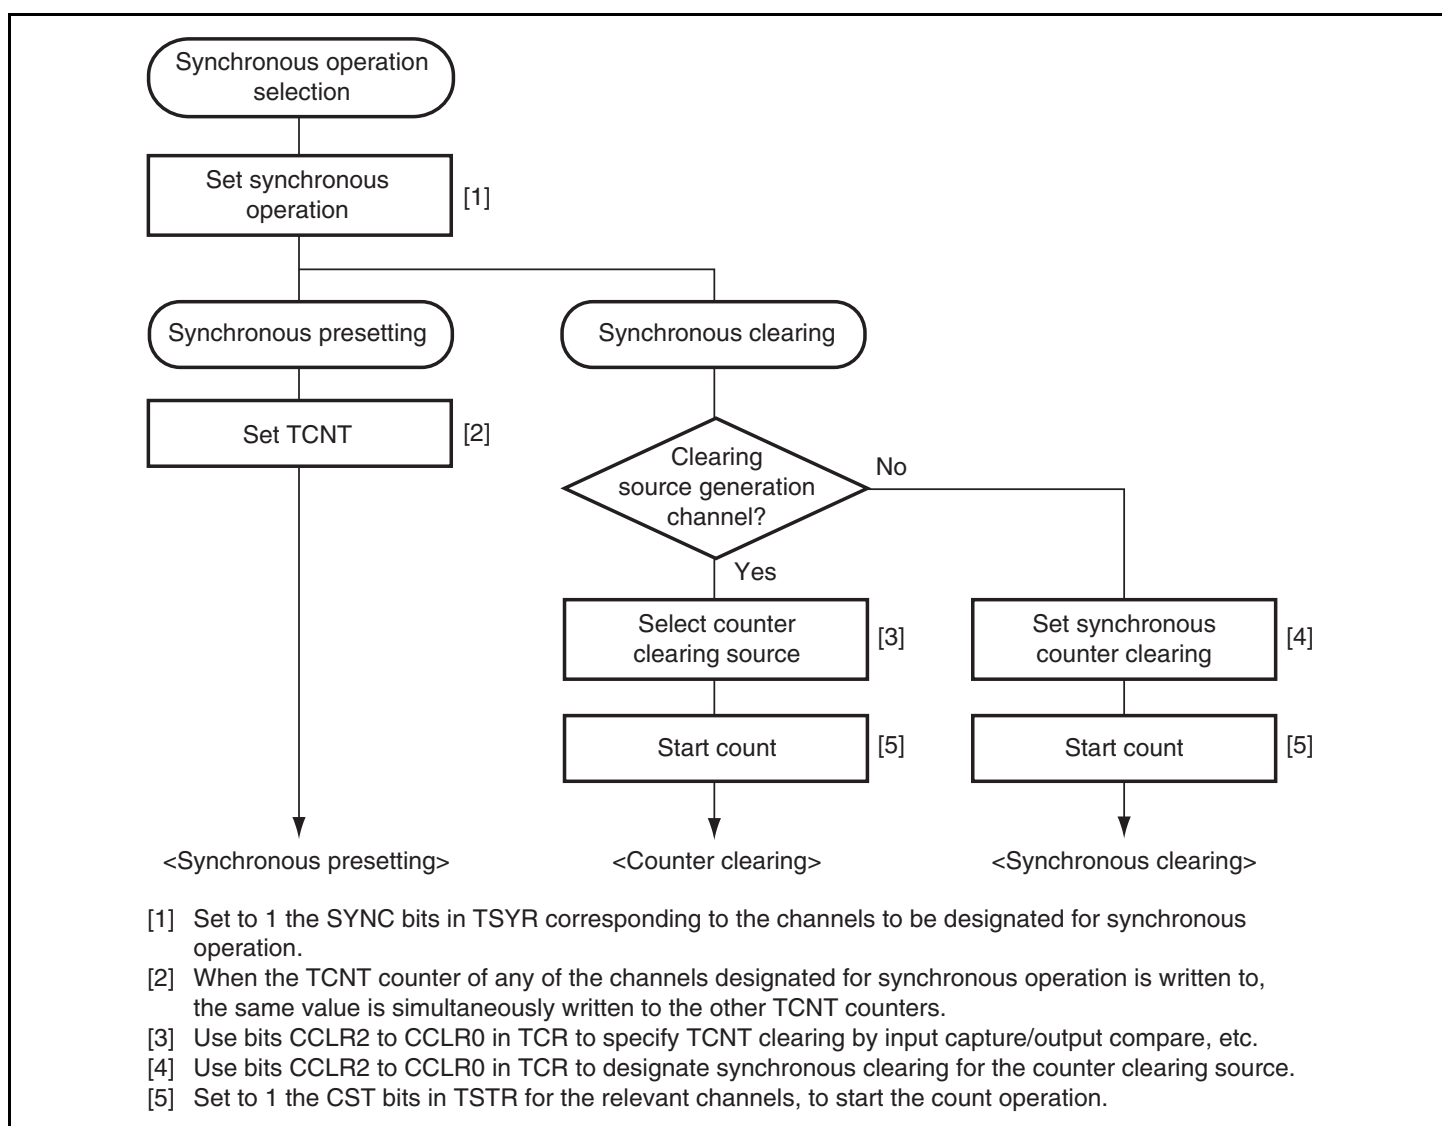 Synchronous operation
selection
Set synchronous
operation
[1]
Synchronous presetting
Synchronous clearing
Set TCNT
[2]
Clearing
source generation
channel?
No
Yes
Select counter
clearing source
[3]
Set synchronous
counter clearing
[4]
Start count
[5]
Start count
[5]
<Synchronous presetting>
<Counter clearing>
<Synchronous clearing>
[1] Set to 1 the SYNC bits in TSYR corresponding to the channels to be designated for synchronous
operation.
[2] When the TCNT counter of any of the channels designated for synchronous operation is written to,
the same value is simultaneously written to the other TCNT counters.
[3] Use bits CCLR2 to CCLR0 in TCR to specify TCNT clearing by input capture/output compare, etc.
[4] Use bits CCLR2 to CCLR0 in TCR to designate synchronous clearing for the counter clearing source.
[5] Set to 1 the CST bits in TSTR for the relevant channels, to start the count operation.